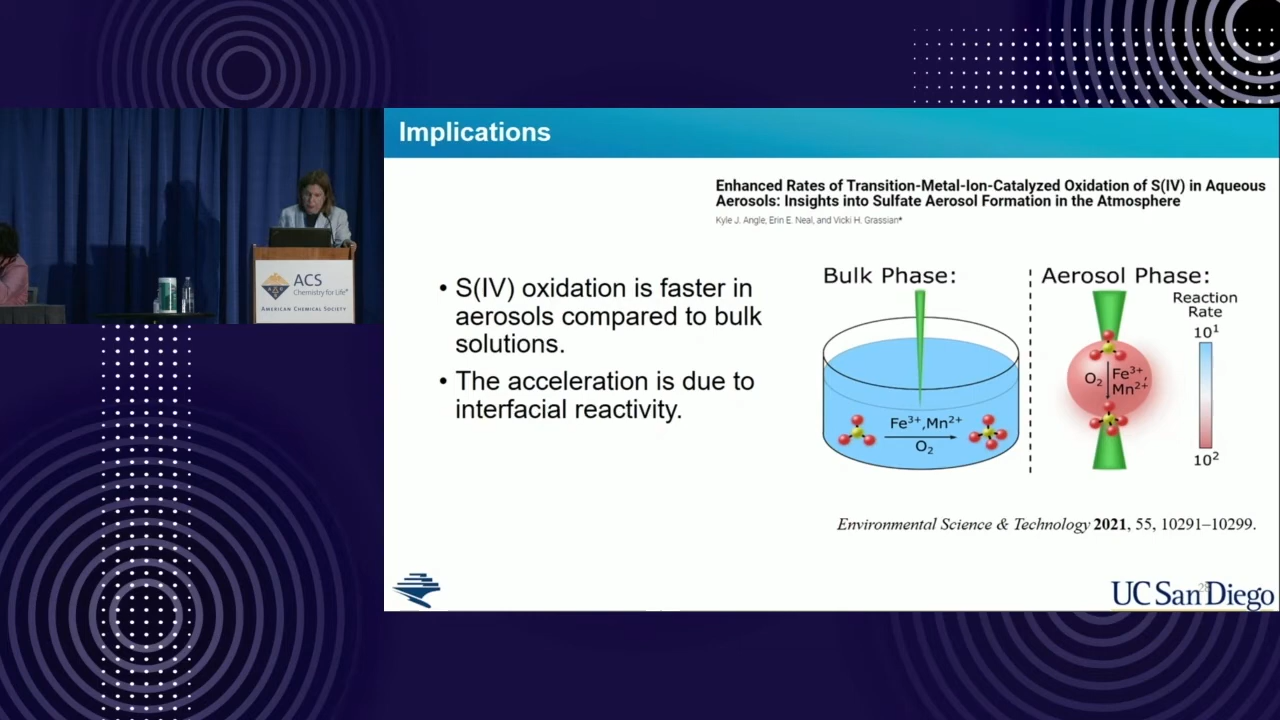 Implications
Enhanced Rates of Transition-Metal-Ion-Catalyzed Oxidation of S(IV) in Aqueous
Aerosols: Insights into Sulfate Aerosol Formation in the Atmosphere
Kyle J. Angle, Erin E. Neal, and Vicki H. Grassian*
• S(IV) oxidation is faster in
aerosols compared to bulk
solutions.
• The acceleration is due to
interfacial reactivity.
Bulk Phase:
Fe³⁺,Mn²⁺
O₂
Aerosol Phase:
Reaction
Rate
10¹
O₂ Fe³⁺,
Mn²⁺
10²
Environmental Science & Technology 2021, 55, 10291–10299.
UC San Diego
ACS
Chemistry for Life®
AMERICAN CHEMICAL SOCIETY